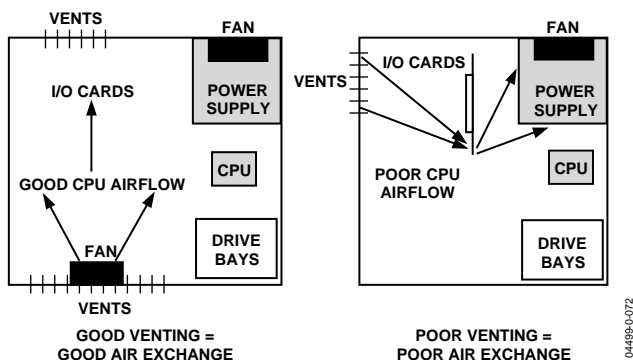 VENTS
FAN
I/O CARDS
POWER
SUPPLY
CPU
GOOD CPU AIRFLOW
FAN
DRIVE
BAYS
VENTS
GOOD VENTING =
GOOD AIR EXCHANGE
FAN
VENTS
I/O CARDS
POWER
SUPPLY
CPU
POOR CPU
AIRFLOW
DRIVE
BAYS
POOR VENTING =
POOR AIR EXCHANGE
04499-0-072